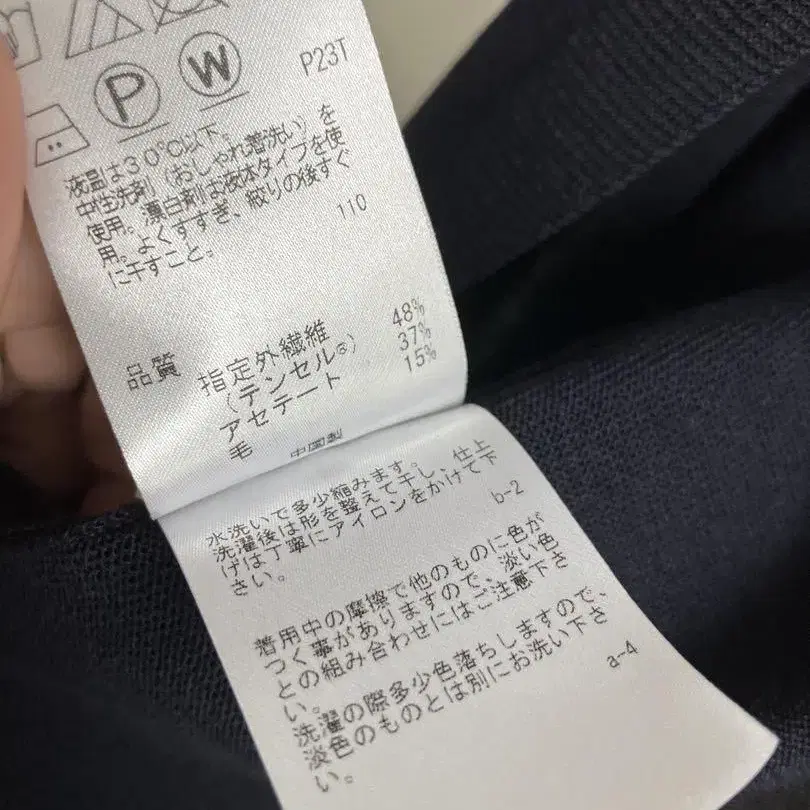 P W P23T
液温は30℃以下。
中性洗剤(おしゃれ着洗い)を
使用。漂白剤は液体タイプを使
用。よくすすぎ、絞りの後すぐ
に干すこと。
110
品質 指定外繊維 48%
(テンセル®) 37%
アセテート 15%
毛
中国製
水洗いで多少縮みます。
洗濯後は形を整えて干し、仕上
げは丁寧にアイロンをかけて下
さい。
b-2
着用中の摩擦で他のものに色が
つく事がありますので、淡い色
との組み合わせにはご注意下さ
い。
洗濯の際多少色落ちしますので、
淡色のものとは別にお洗い下さ
い。
a-4